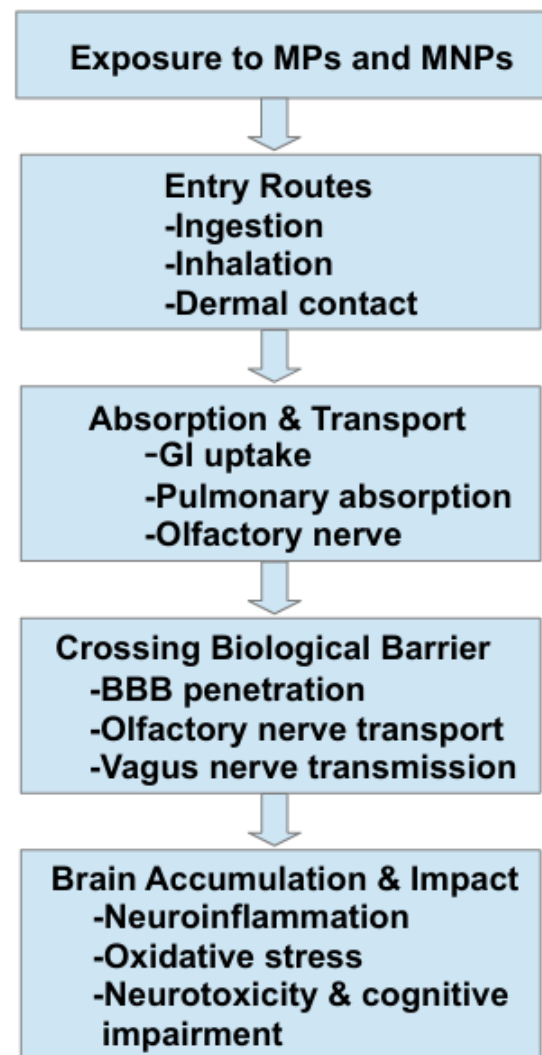 Exposure to MPs and MNPs
Entry Routes
-Ingestion
-Inhalation
-Dermal contact
Absorption & Transport
-GI uptake
-Pulmonary absorption
-Olfactory nerve
Crossing Biological Barrier
-BBB penetration
-Olfactory nerve transport
-Vagus nerve transmission
Brain Accumulation & Impact
-Neuroinflammation
-Oxidative stress
-Neurotoxicity & cognitive
impairment